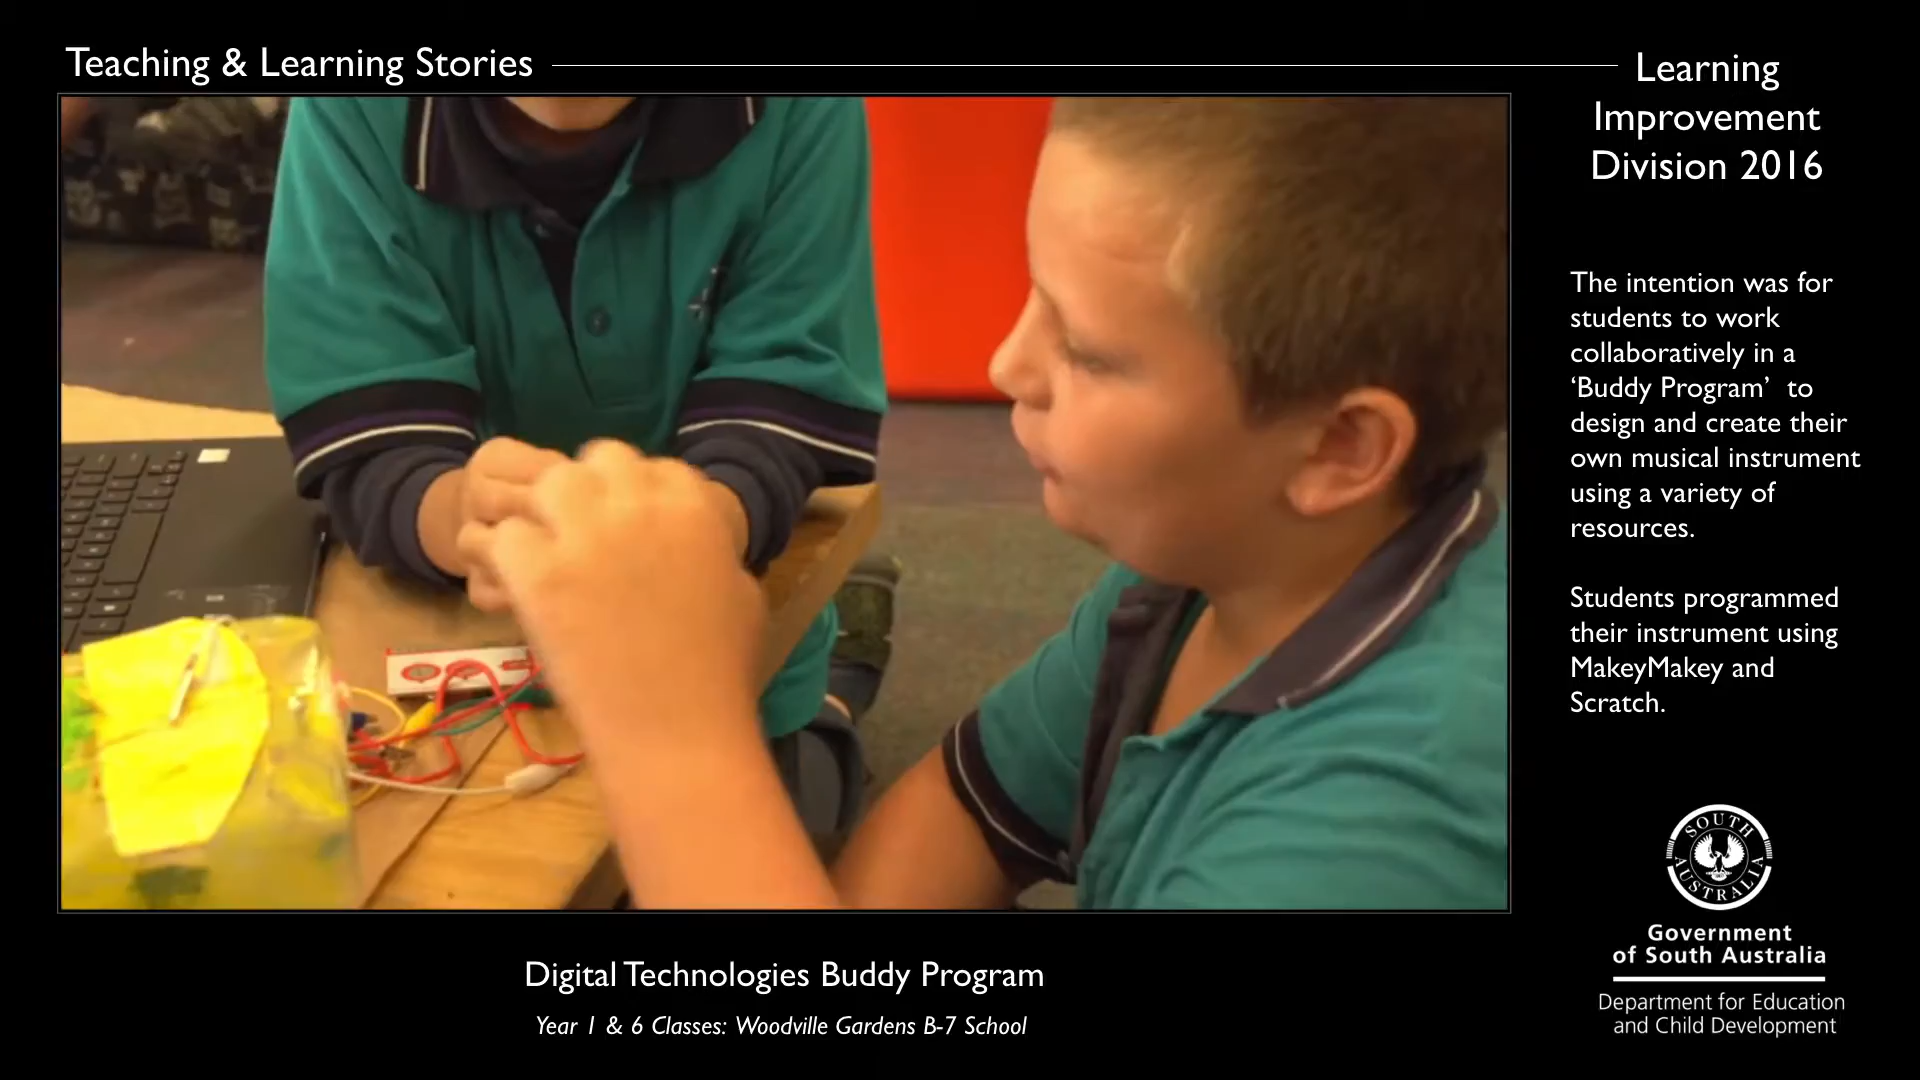 Teaching & Learning Stories
Learning
Improvement
Division 2016
The intention was for
students to work
collaboratively in a
‘Buddy Program’ to
design and create their
own musical instrument
using a variety of
resources.
Students programmed
their instrument using
MakeyMakey and
Scratch.
SOUTH
AUSTRALIA
Government
of South Australia
Department for Education
and Child Development
Digital Technologies Buddy Program
Year 1 & 6 Classes: Woodville Gardens B-7 School